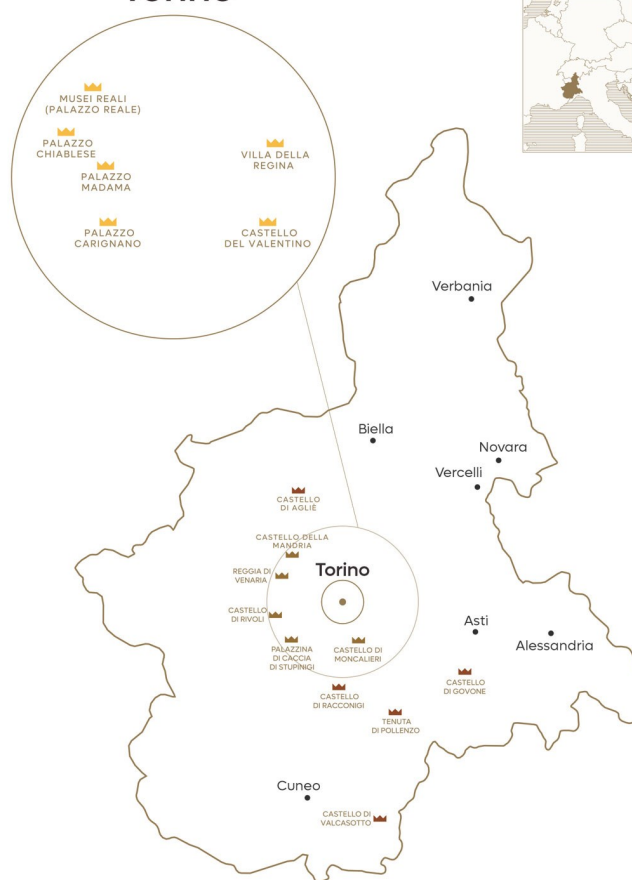 Torino
MUSEI REALI
(PALAZZO REALE)
PALAZZO
CHIABLESE
PALAZZO
MADAMA
VILLA DELLA
REGINA
PALAZZO
CARIGNANO
CASTELLO
DEL VALENTINO
Verbania
Biella
Novara
Vercelli
CASTELLO
DI AGLIÈ
CASTELLO DELLA
MANDRIA
REGGIA DI
VENARIA
Torino
CASTELLO
DI RIVOLI
PALAZZINA
DI CACCIA
DI STUPINIGI
CASTELLO DI
MONCALIERI
Asti
Alessandria
CASTELLO
DI GOVONE
CASTELLO
DI RACCONIGI
TENUTA
DI POLLENZO
Cuneo
CASTELLO DI
VALCASOTTO